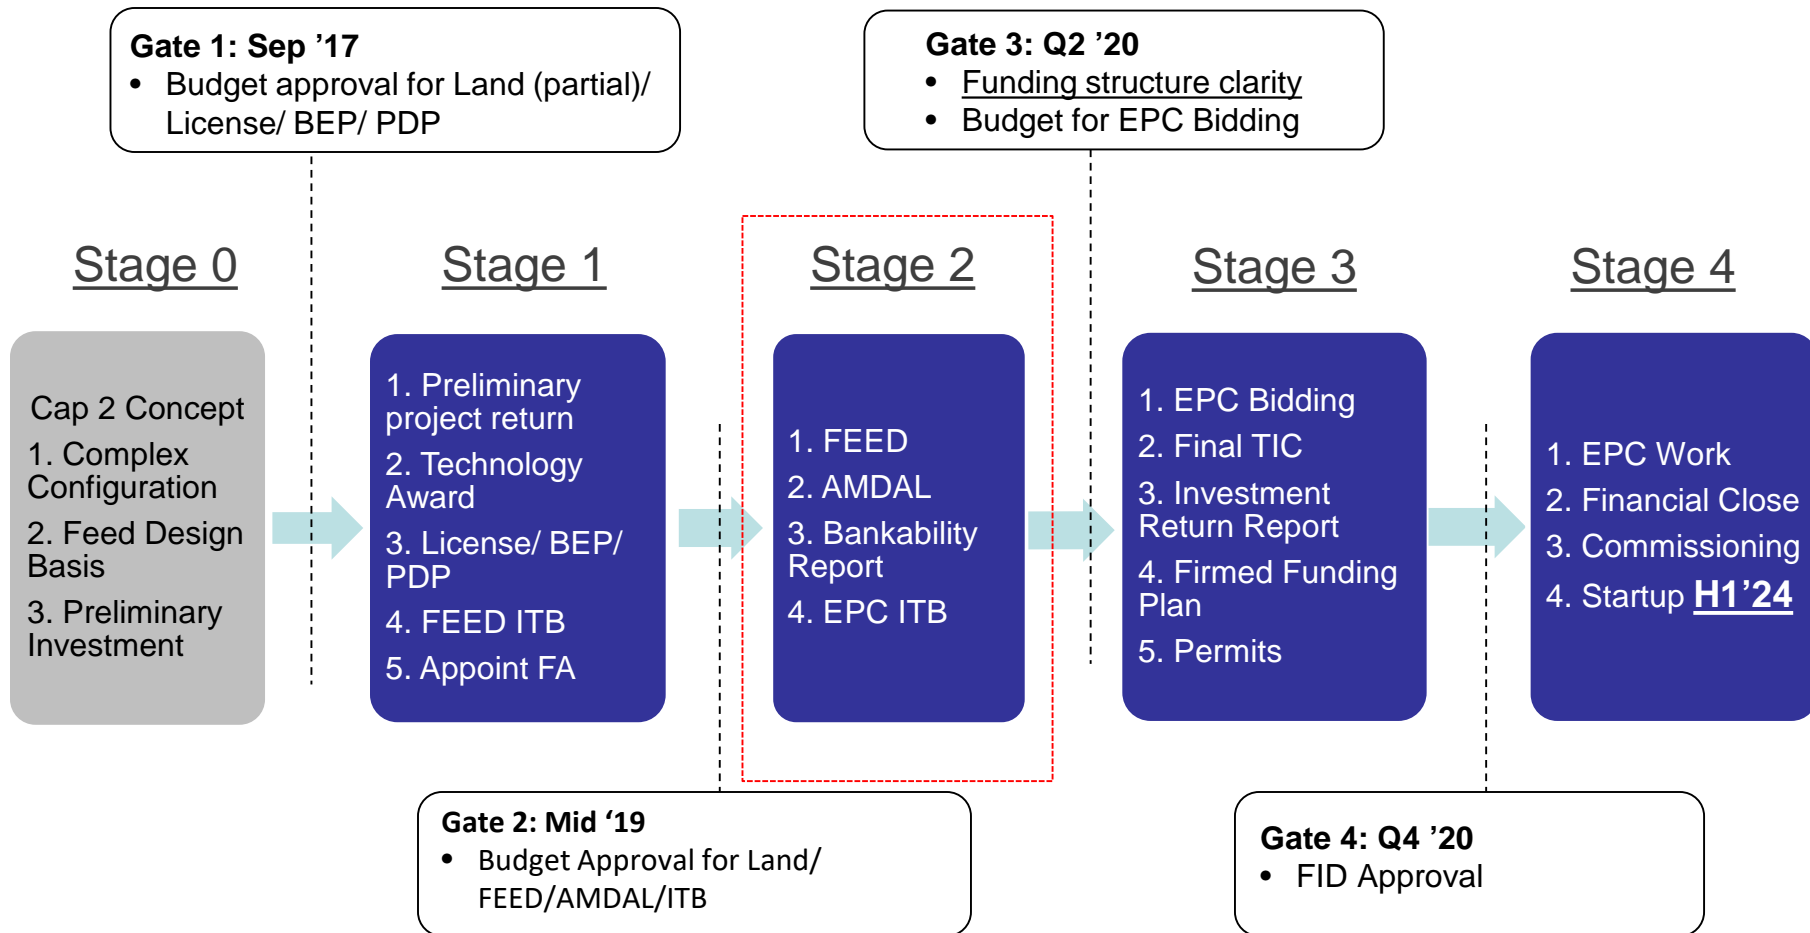 Gate 1: Sep ’17
• Budget approval for Land (partial)/
License/ BEP/ PDP
Gate 3: Q2 ’20
• Funding structure clarity
• Budget for EPC Bidding
Stage 0
Stage 1
Stage 2
Stage 3
Stage 4
Cap 2 Concept
1. Complex
Configuration
2. Feed Design
Basis
3. Preliminary
Investment
1. Preliminary
project return
2. Technology
Award
3. License/ BEP/
PDP
4. FEED ITB
5. Appoint FA
1. FEED
2. AMDAL
3. Bankability
Report
4. EPC ITB
1. EPC Bidding
2. Final TIC
3. Investment
Return Report
4. Firmed Funding
Plan
5. Permits
1. EPC Work
2. Financial Close
3. Commissioning
4. Startup H1’24
Gate 2: Mid ‘19
• Budget Approval for Land/
FEED/AMDAL/ITB
Gate 4: Q4 ’20
• FID Approval